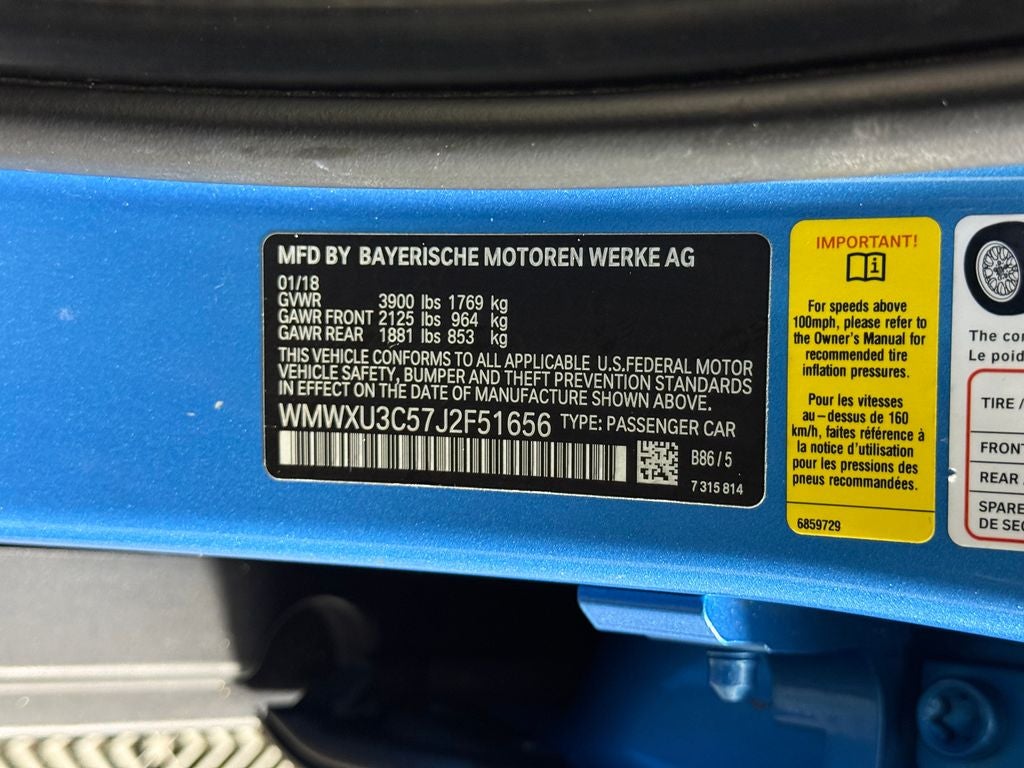 MFD BY BAYERISCHE MOTOREN WERKE AG
01/18
GVWR 3900 lbs 1769 kg
GAWR FRONT 2125 lbs 964 kg
GAWR REAR 1881 lbs 853 kg
THIS VEHICLE CONFORMS TO ALL APPLICABLE U.S.FEDERAL MOTOR
VEHICLE SAFETY, BUMPER AND THEFT PREVENTION STANDARDS
IN EFFECT ON THE DATE OF MANUFACTURE SHOWN ABOVE.
WMWXU3C57J2F51656 TYPE: PASSENGER CAR
B86/5
7 315 814
IMPORTANT!
For speeds above
100mph, please refer to
the Owner's Manual for
recommended tire
inflation pressures.
Pour les vitesses
au-dessus de 160
km/h, faites référence à
la notice d'utilisation
pour les pressions des
pneus recommandées.
6859729
The
Le
TIRE /
FRONT
REAR
SPARE
DE